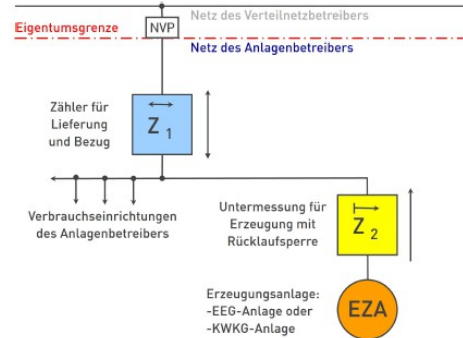 Netz des Verteilnetzbetreibers
Eigentumsgrenze
NVP
Netz des Anlagenbetreibers
Zähler für
Lieferung
und Bezug
Z 1
Verbrauchseinrichtungen
des Anlagenbetreibers
Untermessung für
Erzeugung mit
Rücklaufsperre
Z 2
Erzeugungsanlage:
-EEG-Anlage oder
-KWKG-Anlage
EZA